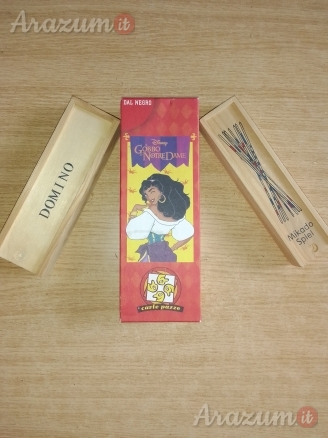 Arazum.it
DAL NEGRO
Disney
IL GOBBO
DI NOTRE DAME
carte pazze
DOMINO
Mikado
Spiel
Arazum.it